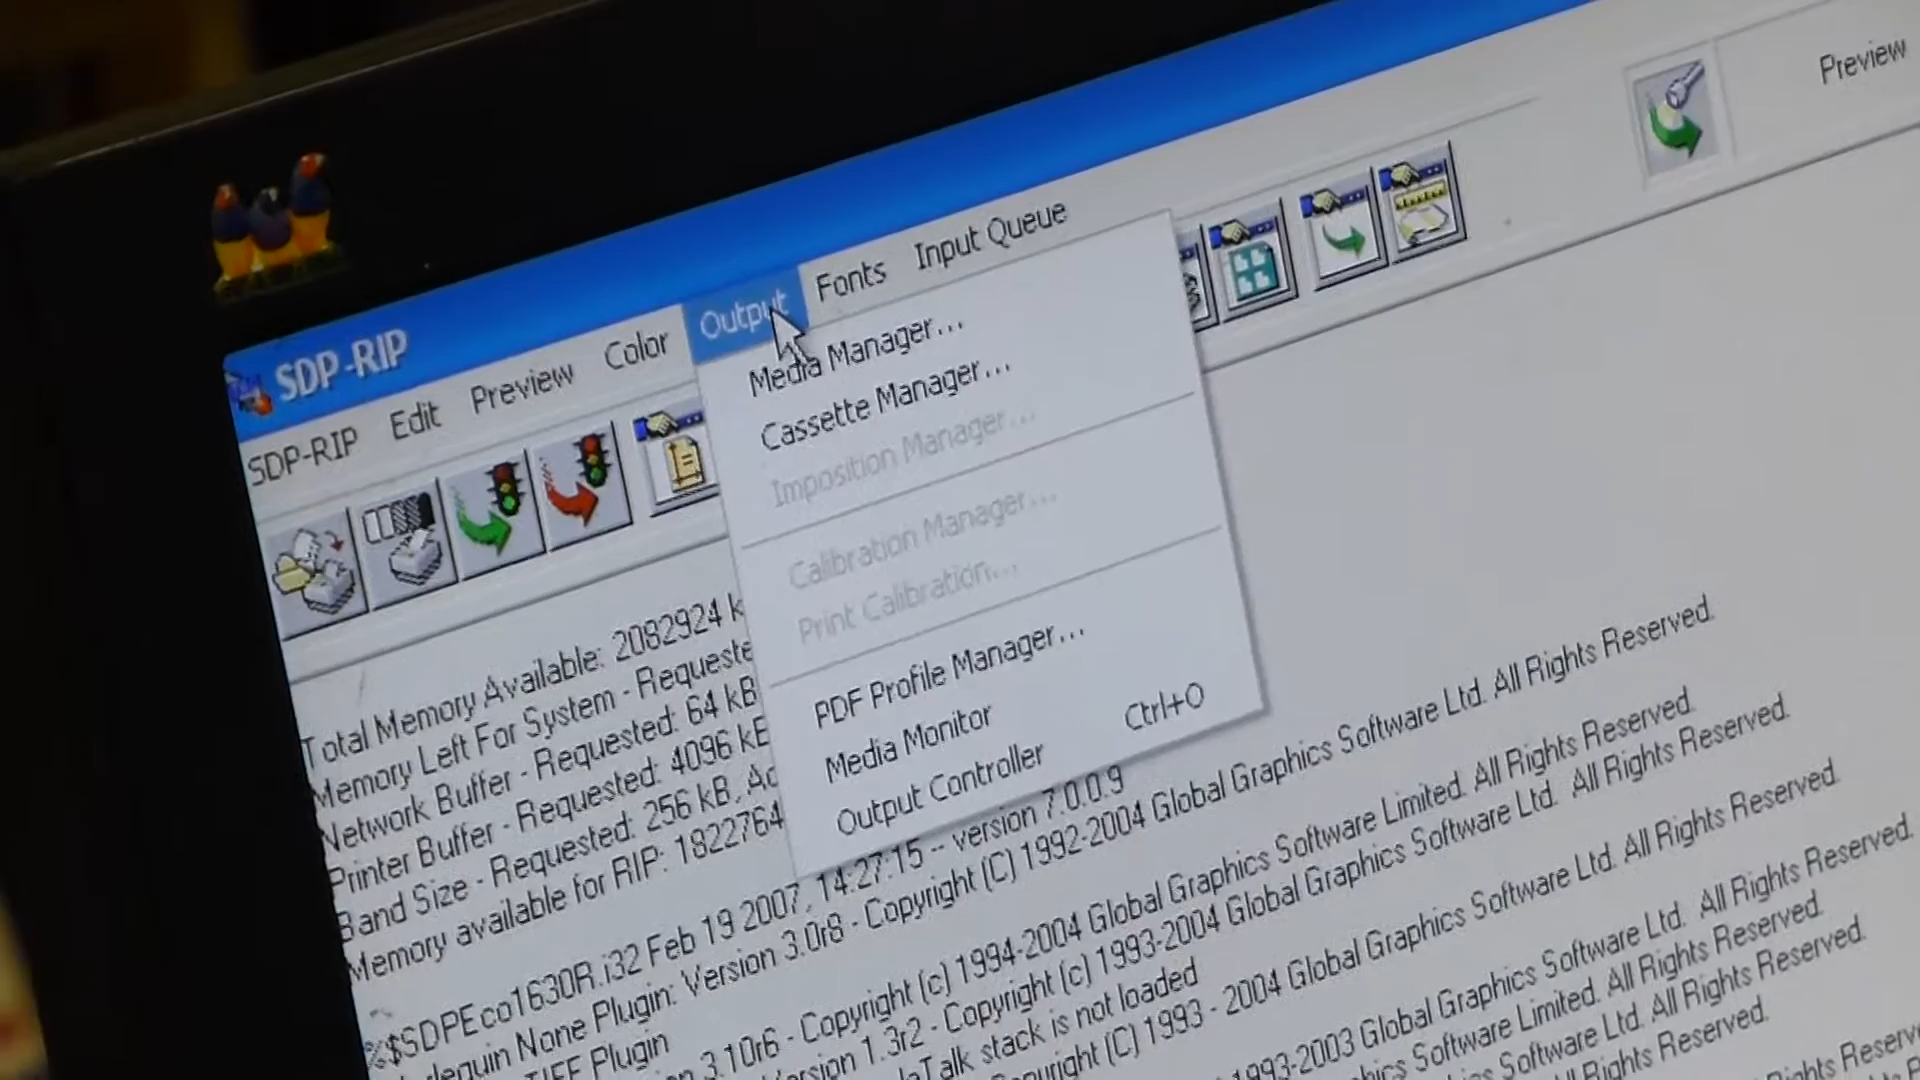 Preview
SDP-RIP
SDP-RIP Edit Preview Color Output Fonts Input Queue
Media Manager...
Cassette Manager...
Imposition Manager...
Calibration Manager...
Print Calibration...
PDF Profile Manager...
Media Monitor
Output Controller Ctrl+O
Total Memory Available: 2082924 k
Memory Left For System - Requeste
Network Buffer - Requested: 64 kB
Printer Buffer - Requested: 4096 kB
Band Size - Requested: 256 kB, Ac
Memory available for RIP: 1822764
%$SDPEco1630R.i32 Feb 19 2007, 14:27:15 -- version 7.0.0.9
Harlequin None Plugin: Version 3.0r8 - Copyright (C) 1992-2004 Global Graphics Software Ltd. All Rights Reserved.
TIFF Plugin
3.10r6 - Copyright (c) 1994-2004 Global Graphics Software Limited. All Rights Reserved.
Version 1.3r2 - Copyright (c) 1993-2004 Global Graphics Software Ltd. All Rights Reserved.
Talk stack is not loaded
Copyright (C) 1993 - 2004 Global Graphics Software Ltd. All Rights Reserved.
1993-2003 Global Graphics Software Ltd. All Rights Reserved.
Software Limited. All Rights Reserved.
Software Ltd. All Rights Reserved.
Rights Reserved.
Rights Reserved.